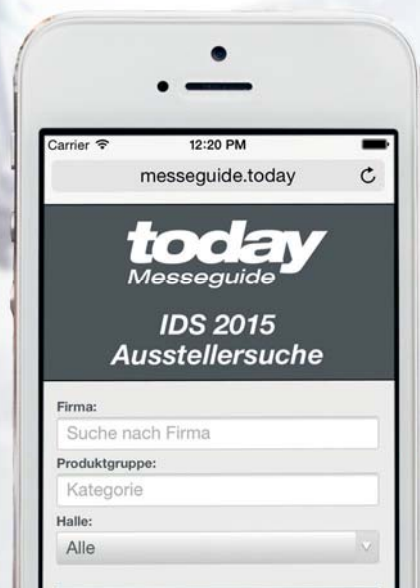 Carrier 12:20 PM
messeguide.today
today
Messeguide
IDS 2015
Ausstellersuche
Firma:
Suche nach Firma
Produktgruppe:
Kategorie
Halle:
Alle